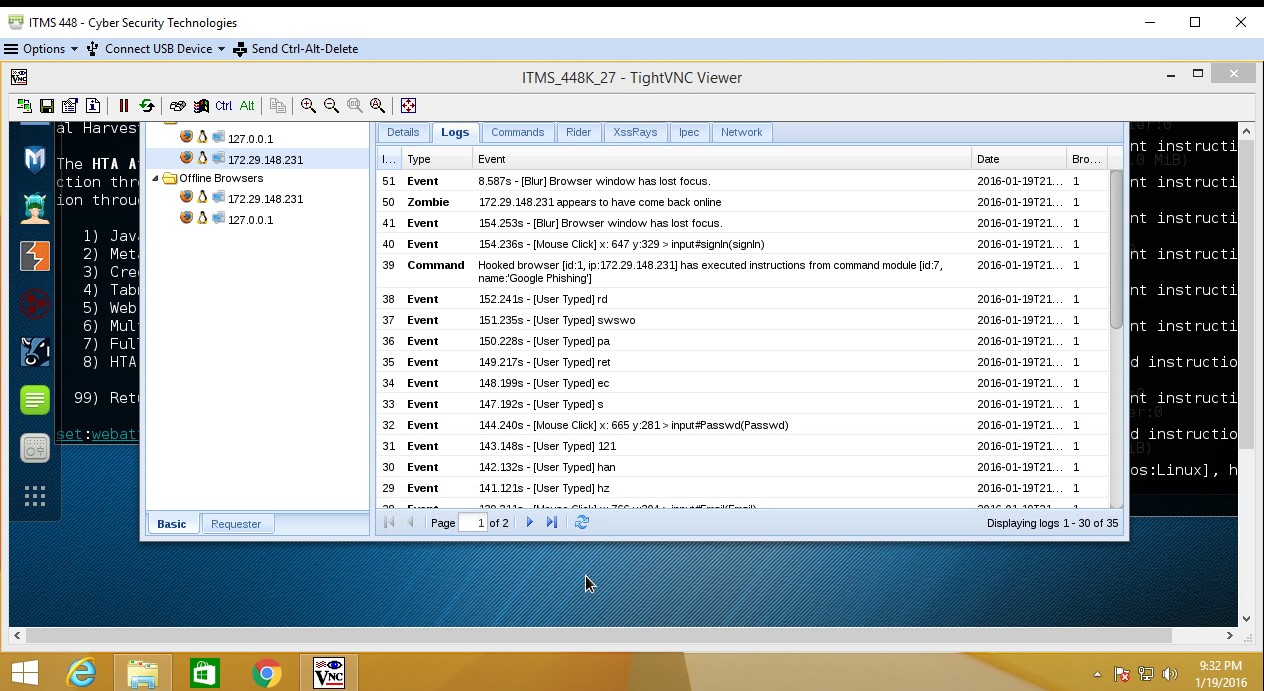 ITMS 448 - Cyber Security Technologies
Options Connect USB Device Send Ctrl-Alt-Delete
ITMS_448K_27 - TightVNC Viewer
Ctrl Alt
al Harvest
The HTA A
ction thr
ion throug
1) Java
2) Meta
3) Cred
4) Tabn
5) Web
6) Mul
7) Ful
8) HTA
99) Retu
set:webatt
127.0.0.1
172.29.148.231
Offline Browsers
172.29.148.231
127.0.0.1
Basic Requester
Details Logs Commands Rider XssRays Ipec Network
I... Type Event Date Bro...
51 Event 8.587s - [Blur] Browser window has lost focus. 2016-01-19T21... 1
50 Zombie 172.29.148.231 appears to have come back online 2016-01-19T21... 1
41 Event 154.253s - [Blur] Browser window has lost focus. 2016-01-19T21... 1
40 Event 154.236s - [Mouse Click] x: 647 y:329 > input#signIn(signIn) 2016-01-19T21... 1
39 Command Hooked browser [id:1, ip:172.29.148.231] has executed instructions from command module [id:7, 2016-01-19T21... 1
name:'Google Phishing']
38 Event 152.241s - [User Typed] rd 2016-01-19T21... 1
37 Event 151.235s - [User Typed] swswo 2016-01-19T21... 1
36 Event 150.228s - [User Typed] pa 2016-01-19T21... 1
35 Event 149.217s - [User Typed] ret 2016-01-19T21... 1
34 Event 148.199s - [User Typed] ec 2016-01-19T21... 1
33 Event 147.192s - [User Typed] s 2016-01-19T21... 1
32 Event 144.240s - [Mouse Click] x: 665 y:281 > input#Passwd(Passwd) 2016-01-19T21... 1
31 Event 143.148s - [User Typed] 121 2016-01-19T21... 1
30 Event 142.132s - [User Typed] han 2016-01-19T21... 1
29 Event 141.121s - [User Typed] hz 2016-01-19T21... 1
Page 1 of 2 Displaying logs 1 - 30 of 35
nt instructi
nt instructi
nt instructi
nt instructi
nt instructi
nt instructi
d instructio
nt instructi
d instructio
os:Linux], h
9:32 PM
1/19/2016